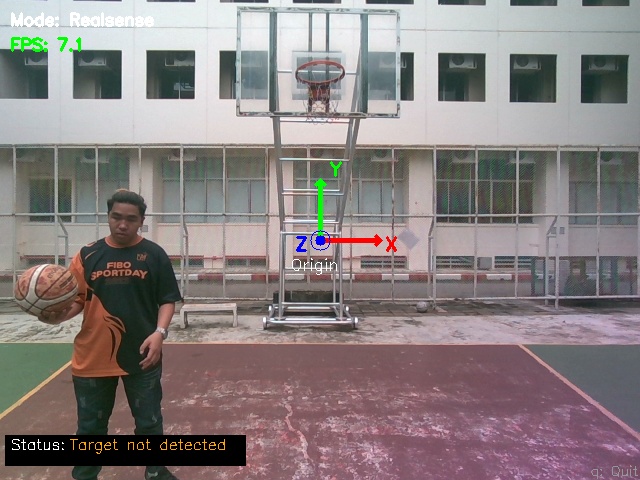 Mode: Realsense
FPS: 7.1
Y
Z
X
Origin
FIBO
SPORTDAY
Status: Target not detected
q: Quit